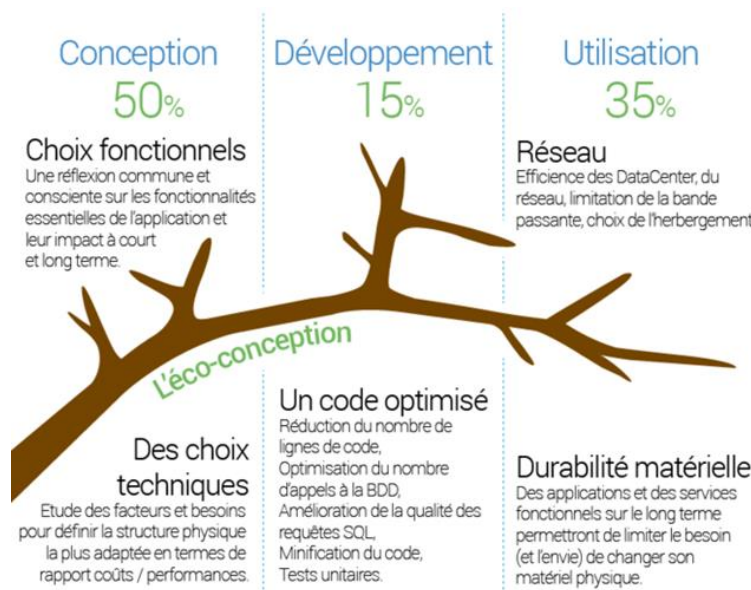 Conception
50%
Choix fonctionnels
Une réflexion commune et
consciente sur les fonctionnalités
essentielles de l'application et
leur impact à court
et long terme.
Des choix
techniques
Etude des facteurs et besoins
pour définir la structure physique
la plus adaptée en termes de
rapport coûts / performances.
L'éco-conception
Développement
15%
Un code optimisé
Réduction du nombre de
lignes de code,
Optimisation du nombre
d'appels à la BDD,
Amélioration de la qualité des
requêtes SQL,
Minification du code,
Tests unitaires.
Utilisation
35%
Réseau
Efficience des DataCenter, du
réseau, limitation de la bande
passante, choix de l'herbergement
Durabilité matérielle
Des applications et des services
fonctionnels sur le long terme
permettront de limiter le besoin
(et l'envie) de changer son
matériel physique.